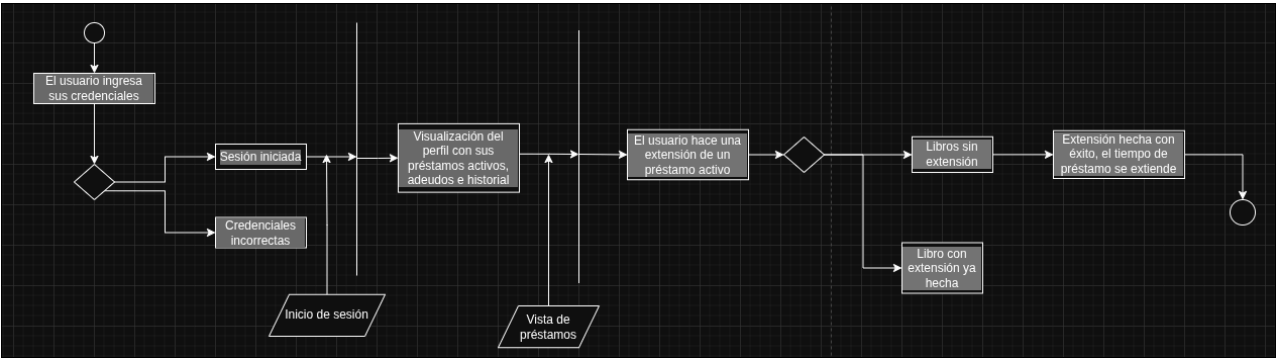 El usuario ingresa
sus credenciales
Sesión iniciada
Credenciales
incorrectas
Inicio de sesión
Visualización del
perfil con sus
préstamos activos,
adeudos e historial
Vista de
préstamos
El usuario hace una
extensión de un
préstamo activo
Libros sin
extensión
Libro con
extensión ya
hecha
Extensión hecha con
éxito, el tiempo de
préstamo se extiende